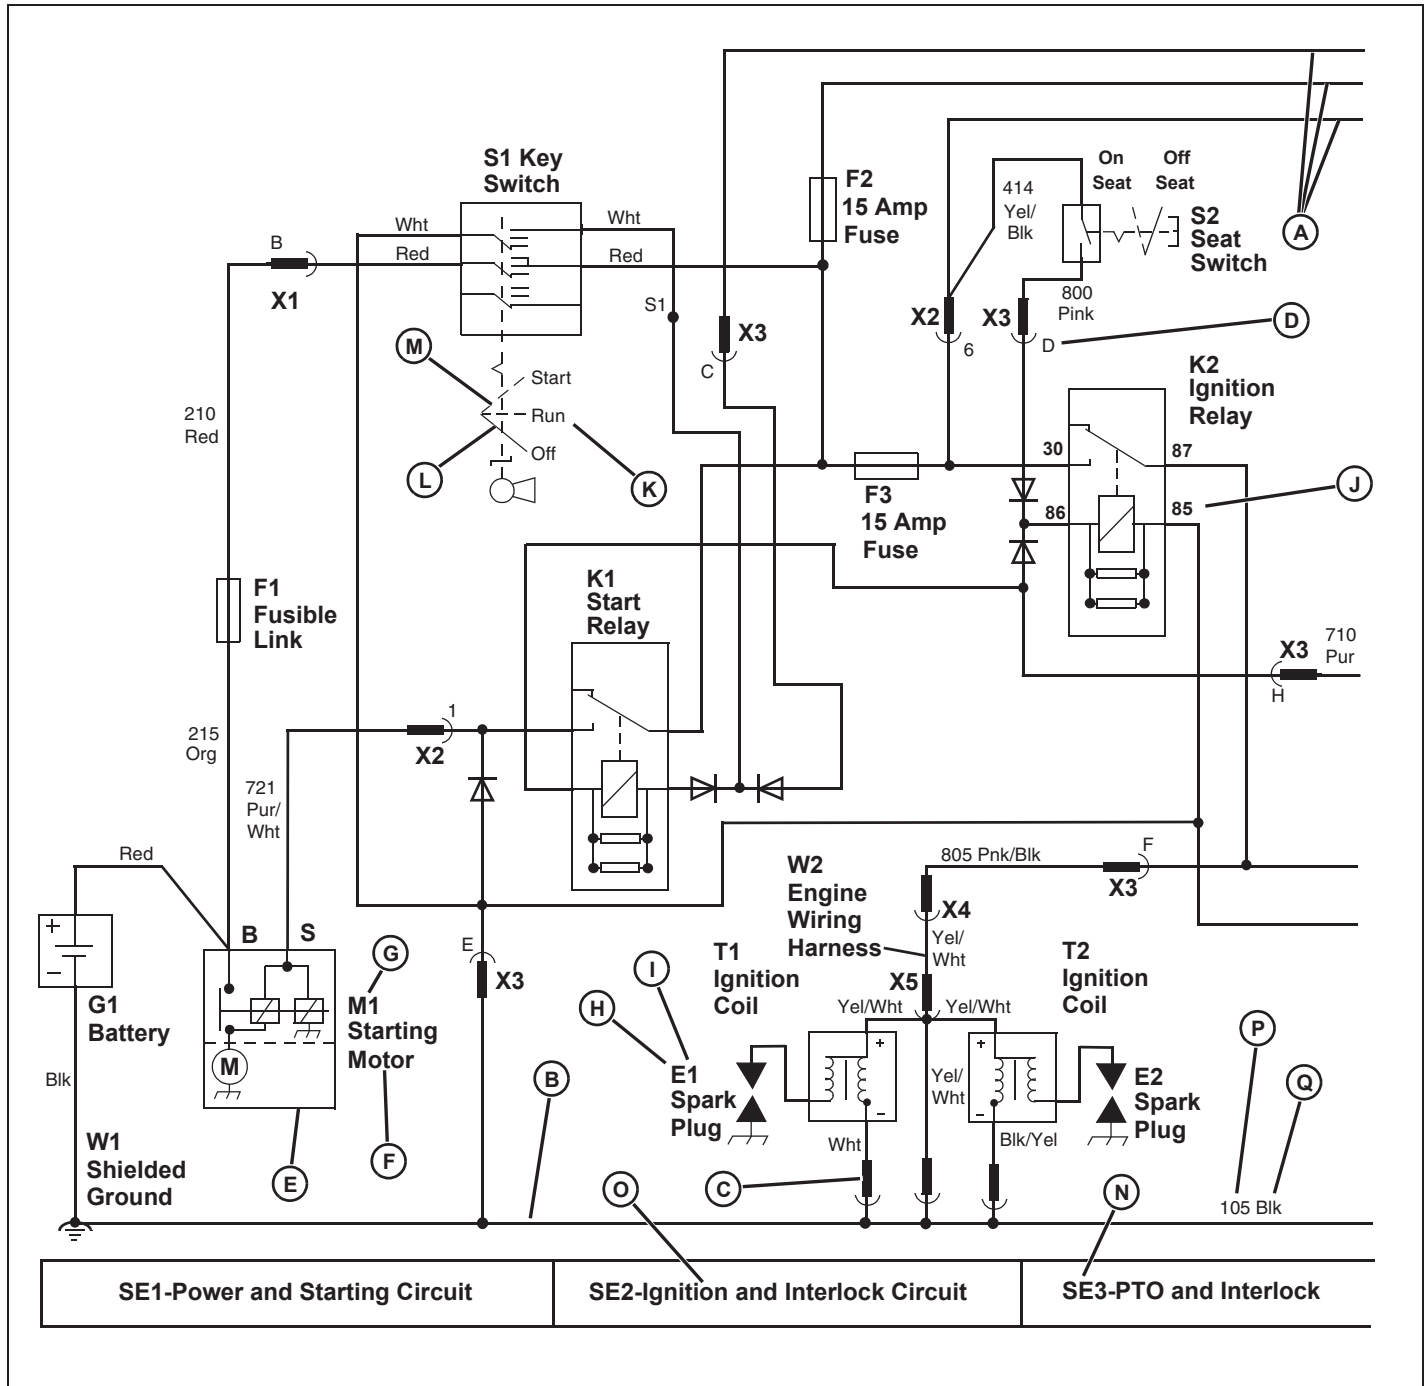 S1 Key
Switch
Wht
Wht
Red
Red
B
X1
S1
X3
C
F2
15 Amp
Fuse
414
Yel/
Blk
On
Seat
Off
Seat
S2
Seat
Switch
A
800
Pink
X2
6
X3
D
D
M
Start
Run
Off
L
K
210
Red
K2
Ignition
Relay
30
87
86
85
J
F3
15 Amp
Fuse
F1
Fusible
Link
K1
Start
Relay
X3
H
710
Pur
215
Org
1
X2
721
Pur/
Wht
Red
805 Pnk/Blk
F
X3
W2
Engine
Wiring
Harness
X4
Yel/
Wht
X5
Yel/Wht
Yel/Wht
+
–
G1
Battery
B
S
G
M1
Starting
Motor
M
E
X3
I
H
T1
Ignition
Coil
T2
Ignition
Coil
+
–
+
–
Yel/
Wht
E1
Spark
Plug
E2
Spark
Plug
P
Q
Blk
B
Wht
Blk/Yel
W1
Shielded
Ground
E
F
O
C
N
105 Blk
SE1-Power and Starting Circuit
SE2-Ignition and Interlock Circuit
SE3-PTO and Interlock